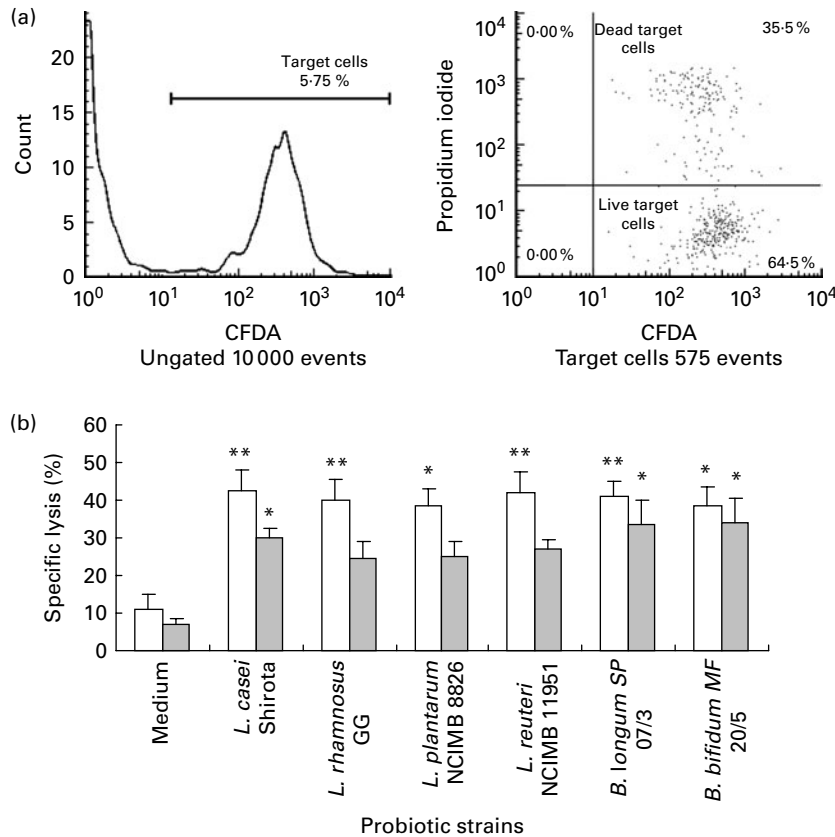 (a)
20
15
10
5
0
Count
Target cells
5·75 %
10⁰
10¹
10²
10³
10⁴
CFDA
Ungated 10 000 events
10⁴
10³
10²
10¹
10⁰
Propidium iodide
0·00 %
Dead target
cells
35·5 %
Live target
cells
0·00 %
64·5 %
10⁰
10¹
10²
10³
10⁴
CFDA
Target cells 575 events
(b)
60
50
40
30
20
10
0
Specific lysis (%)
**
*
**
*
**
**
*
*
*
Medium
L. casei
Shirota
L. rhamnosus
GG
L. plantarum
NCIMB 8826
L. reuteri
NCIMB 11951
B. longum SP
07/3
B. bifidum MF
20/5
Probiotic strains